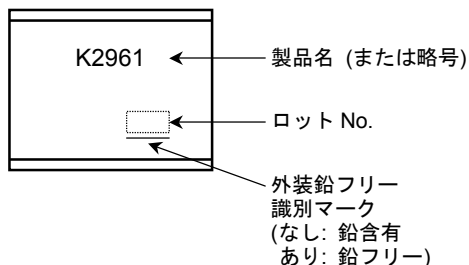 K2961
製品名 (または略号)
ロット No.
外装鉛フリー
識別マーク
(なし: 鉛含有
あり: 鉛フリー)